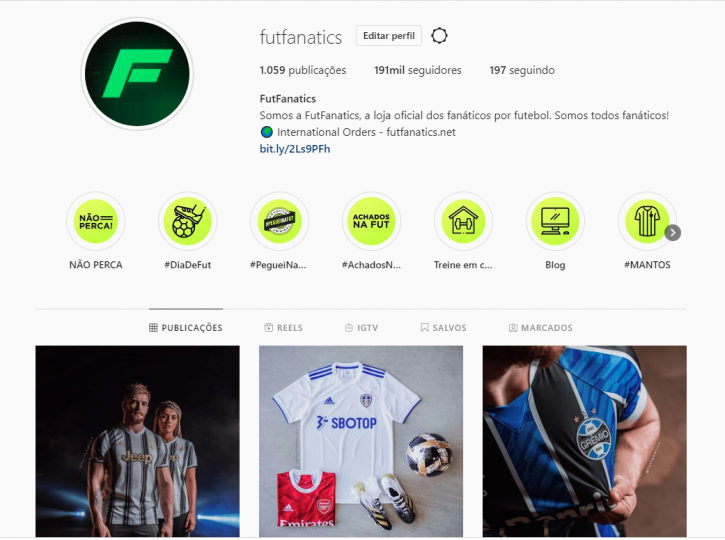 futfanatics Editar perfil
1.059 publicações 191mil seguidores 197 seguindo
FutFanatics
Somos a FutFanatics, a loja oficial dos fanáticos por futebol. Somos todos fanáticos!
International Orders - futfanatics.net
bit.ly/2Ls9PFh
NÃO
PERCA!
#PEGUEINAFUT
ACHADOS
NA FUT
NÃO PERCA #DiaDeFut #PegueiNa... #AchadosN... Treine em c... Blog #MANTOS
PUBLICAÇÕES REELS IGTV SALVOS MARCADOS
Jeep
SBOTOP
Emirates
GRÊMIO